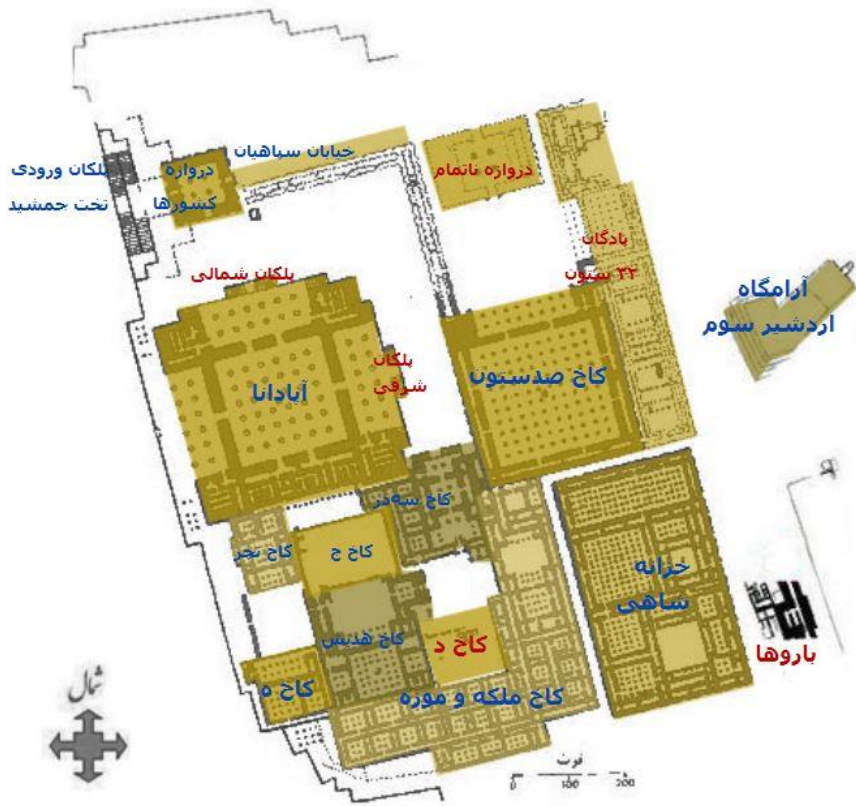 خیابان سپاهیان
پلکان ورودی
تخت جمشید
دروازه
کشورها
دروازه ناتمام
پادگان
۳۲ ستون
پلکان شمالی
آرامگاه
اردشیر سوم
پلکان
شرقی
آپادانا
کاخ صدستون
کاخ سه‌در
کاخ تچر
کاخ ج
خزانه
شاهی
کاخ هدیش
کاخ د
باروها
کاخ ه
کاخ ملکه و موزه
شمال
فوت
0 100 200